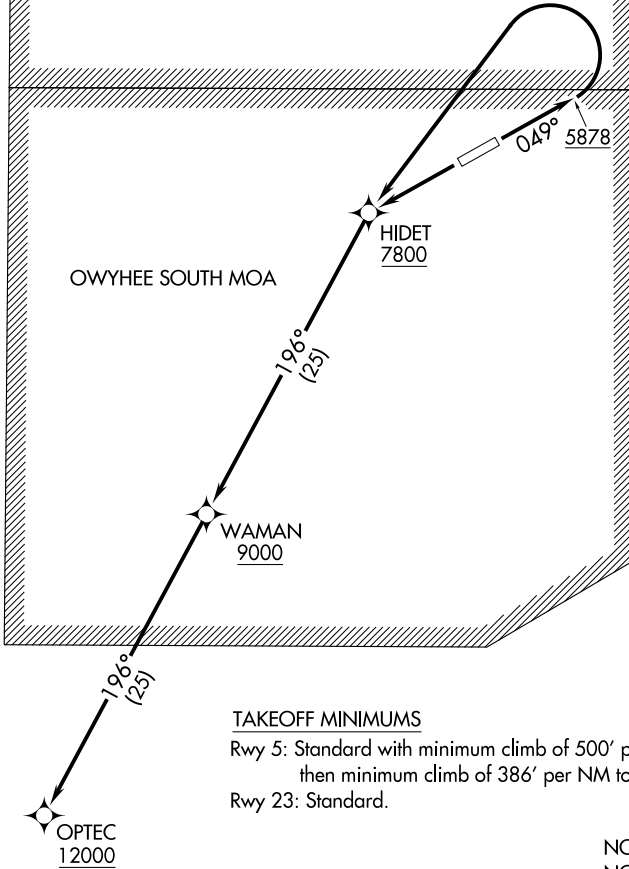 049°
5878
HIDET
7800
OWYHEE SOUTH MOA
196°
(25)
WAMAN
9000
196°
(25)
TAKEOFF MINIMUMS
Rwy 5: Standard with minimum climb of 500' p
then minimum climb of 386' per NM to
Rwy 23: Standard.
OPTEC
12000